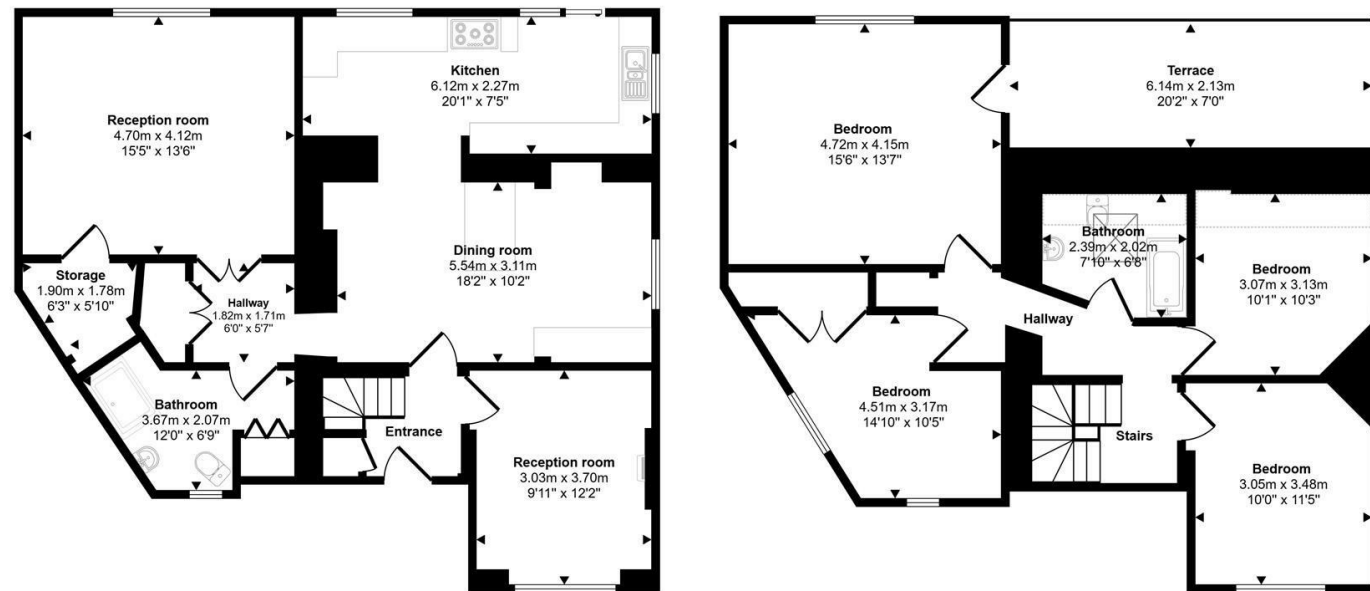 Reception room
4.70m x 4.12m
15'5" x 13'6"
Kitchen
6.12m x 2.27m
20'1" x 7'5"
Storage
1.90m x 1.78m
6'3" x 5'10"
Hallway
1.82m x 1.71m
6'0" x 5'7"
Dining room
5.54m x 3.11m
18'2" x 10'2"
Bathroom
3.67m x 2.07m
12'0" x 6'9"
Entrance
Reception room
3.03m x 3.70m
9'11" x 12'2"
Bedroom
4.72m x 4.15m
15'6" x 13'7"
Terrace
6.14m x 2.13m
20'2" x 7'0"
Bathroom
2.39m x 2.02m
7'10" x 6'8"
Bedroom
3.07m x 3.13m
10'1" x 10'3"
Hallway
Bedroom
4.51m x 3.17m
14'10" x 10'5"
Stairs
Bedroom
3.05m x 3.48m
10'0" x 11'5"